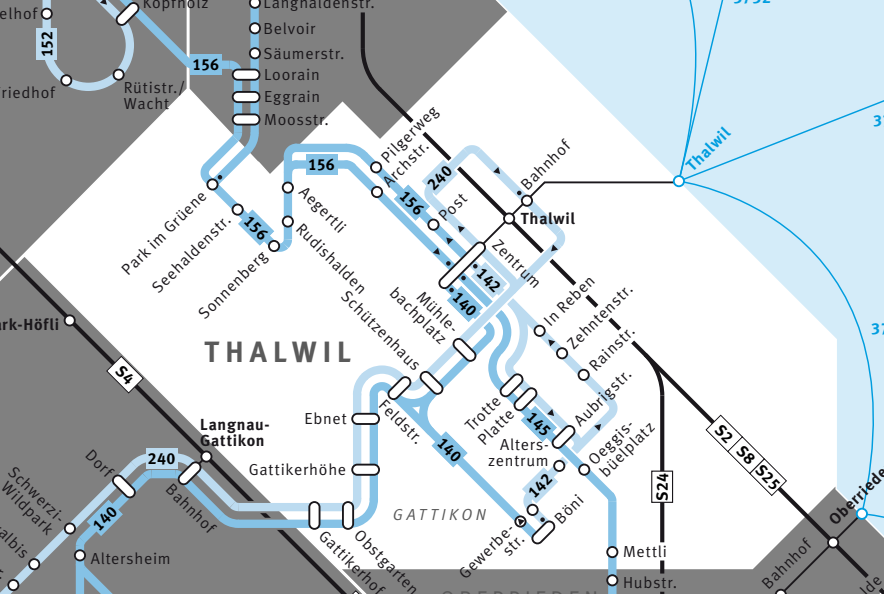 Kopfholz
Langhaldenstr.
Belvoir
Säumerstr.
152
156
Loorain
Eggrain
Moosstr.
Rütistr./
Wacht
Thalwil
Pilgerweg
Archstr.
156
240
Bahnhof
156
Post
Thalwil
Park im Grüene
Seehaldenstr.
156
Sonnenberg
Aegertli
Rudishalden
Zentrum
142
140
Mühle-
bachplatz
Schützenhaus
In Reben
Zehntenstr.
Rainstr.
THALWIL
S4
Feldstr.
Ebnet
Gattikerhöhe
Trotte
Platte
145
Aubrigstr.
Alters-
zentrum
Oeggis-
büelplatz
140
142
Böni
Gewerbe-
str.
GATTIKON
Langnau-
Gattikon
240
Dorf
Bahnhof
140
Schwerzi-
Wildpark
Altersheim
Gattikerhof
Obstgarten
S2
S8
S25
S24
Mettli
Hubstr.
Bahnhof
OBERRIEDEN